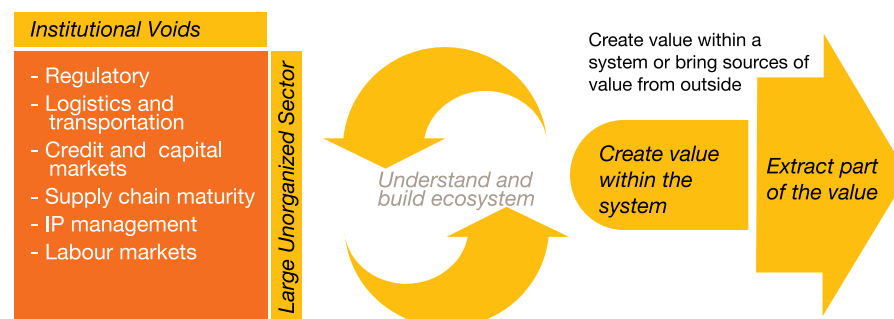 Institutional Voids
- Regulatory
- Logistics and
transportation
- Credit and capital
markets
- Supply chain maturity
- IP management
- Labour markets
Large Unorganized Sector
Understand and
build ecosystem
Create value within a
system or bring sources of
value from outside
Create value
within the
system
Extract part
of the value